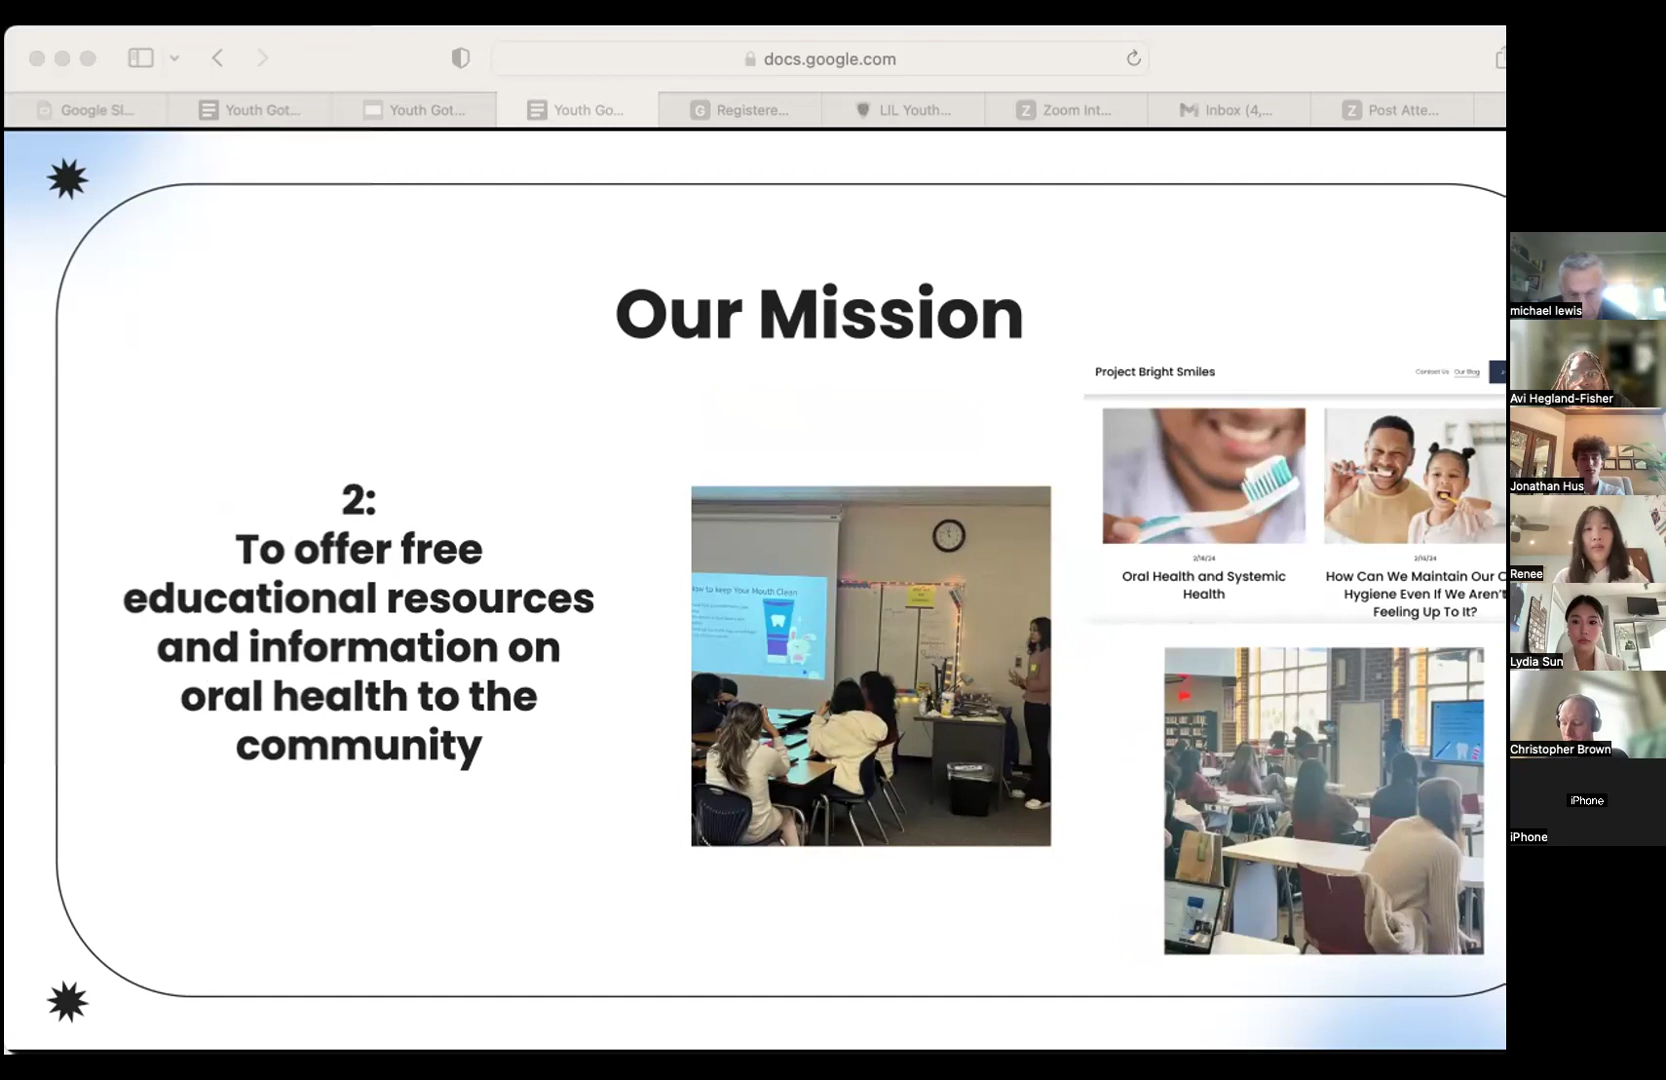 docs.google.com
Google Sl...
Youth Got...
Youth Got...
Youth Go...
Registere...
LIL Youth...
Zoom Int...
Inbox (4,...
Post Atte...
Our Mission
2:
To offer free
educational resources
and information on
oral health to the
community
ow to keep Your Mouth Clean
Project Bright Smiles
Contact Us
Our Blog
2/16/24
Oral Health and Systemic
Health
2/16/24
How Can We Maintain Our O
Hygiene Even If We Aren't
Feeling Up To It?
michael lewis
Avi Hegland-Fisher
Jonathan Hus
Renee
Lydia Sun
Christopher Brown
iPhone
iPhone